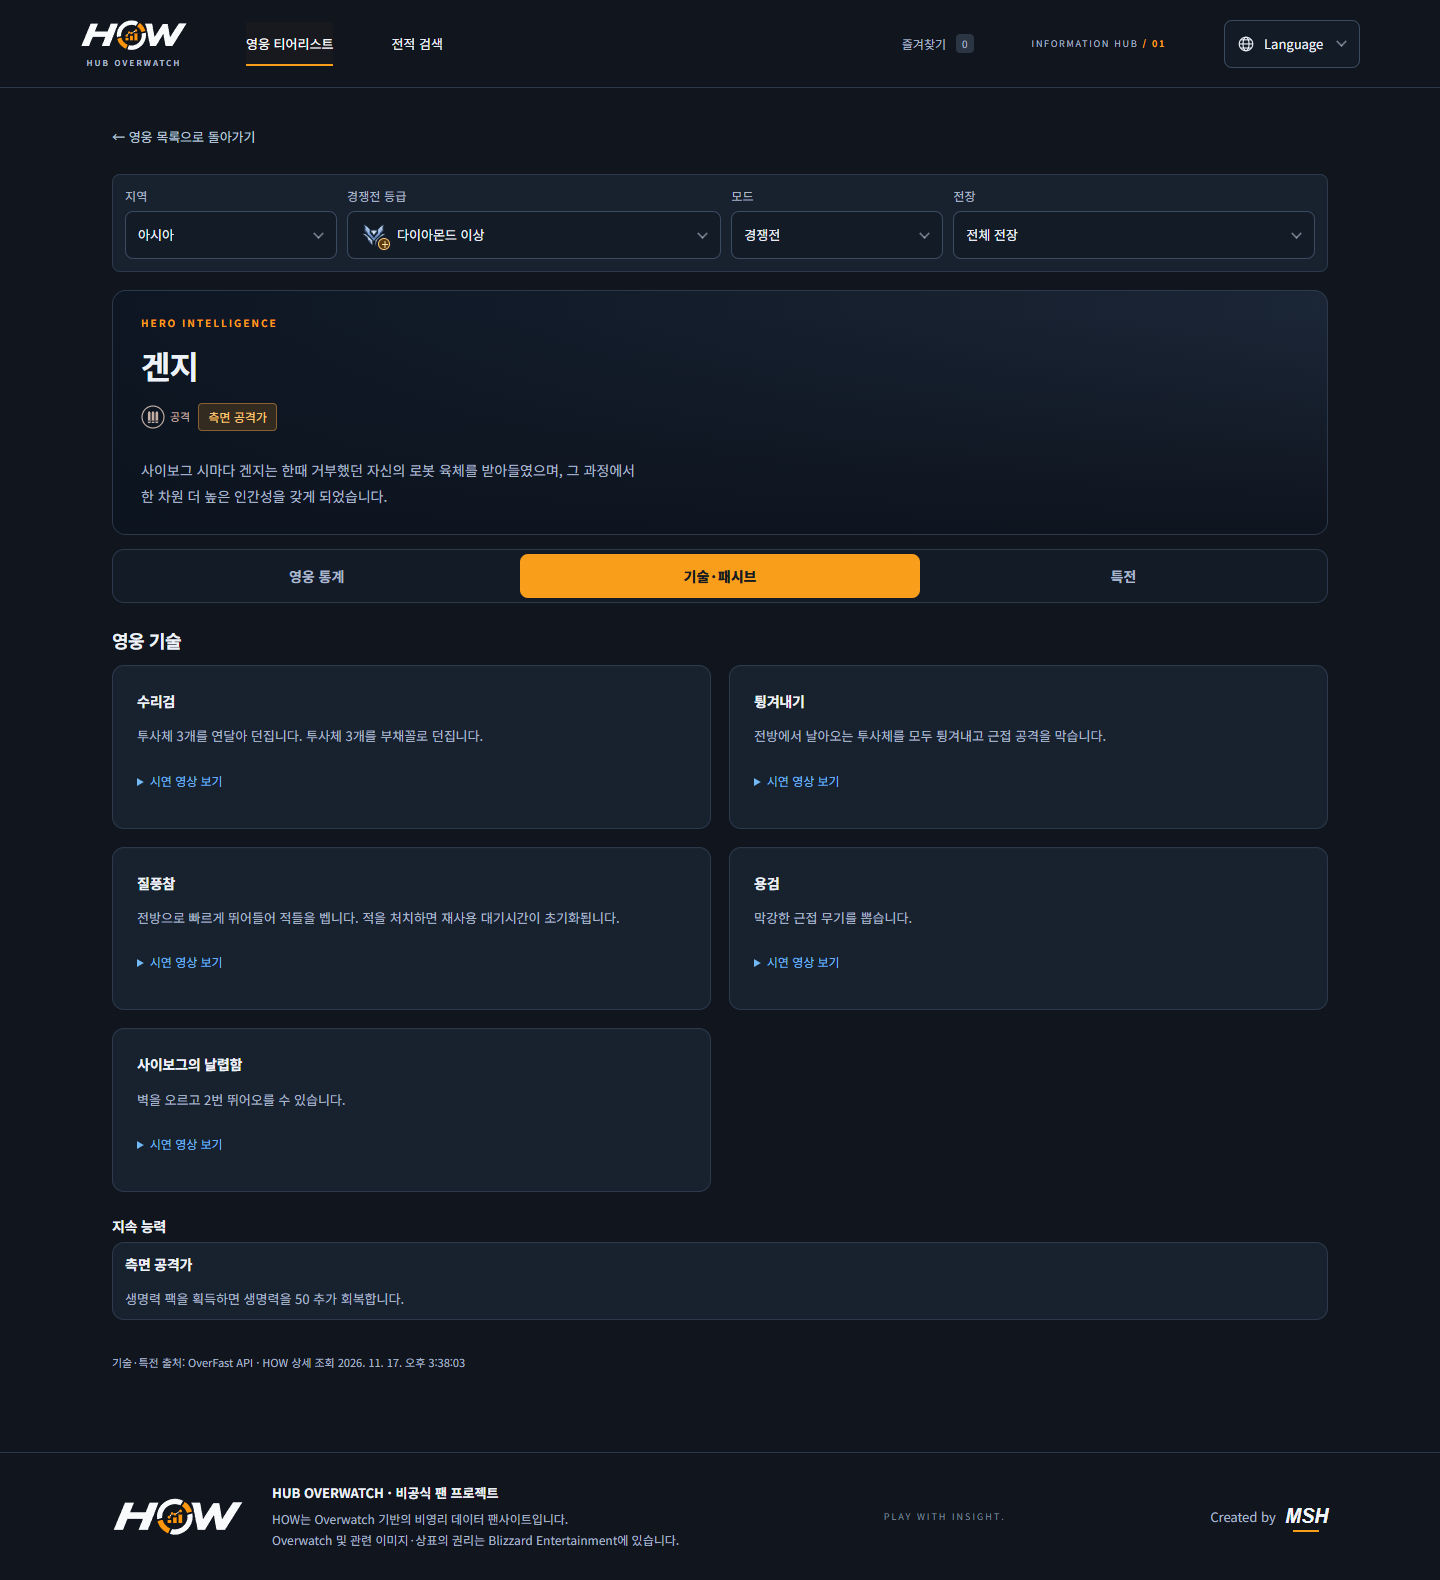 HOW
HUB OVERWATCH
영웅 티어리스트
전적 검색
즐겨찾기 0
INFORMATION HUB / 01
Language
← 영웅 목록으로 돌아가기
지역
경쟁전 등급
모드
전장
아시아
다이아몬드 이상
경쟁전
전체 전장
HERO INTELLIGENCE
겐지
공격
측면 공격가
사이보그 시마다 겐지는 한때 거부했던 자신의 로봇 육체를 받아들였으며, 그 과정에서
한 차원 더 높은 인간성을 갖게 되었습니다.
영웅 통계
기술·패시브
특전
영웅 기술
수리검
투사체 3개를 연달아 던집니다. 투사체 3개를 부채꼴로 던집니다.
▶ 시연 영상 보기
튕겨내기
전방에서 날아오는 투사체를 모두 튕겨내고 근접 공격을 막습니다.
▶ 시연 영상 보기
질풍참
전방으로 빠르게 뛰어들어 적들을 벱니다. 적을 처치하면 재사용 대기시간이 초기화됩니다.
▶ 시연 영상 보기
용검
막강한 근접 무기를 뽑습니다.
▶ 시연 영상 보기
사이보그의 날렵함
벽을 오르고 2번 뛰어오를 수 있습니다.
▶ 시연 영상 보기
지속 능력
측면 공격가
생명력 팩을 획득하면 생명력을 50 추가 회복합니다.
기술·특전 출처: OverFast API · HOW 상세 조회 2026. 11. 17. 오후 3:38:03
HOW
HUB OVERWATCH · 비공식 팬 프로젝트
HOW는 Overwatch 기반의 비영리 데이터 팬사이트입니다.
Overwatch 및 관련 이미지·상표의 권리는 Blizzard Entertainment에 있습니다.
PLAY WITH INSIGHT.
Created by MSH